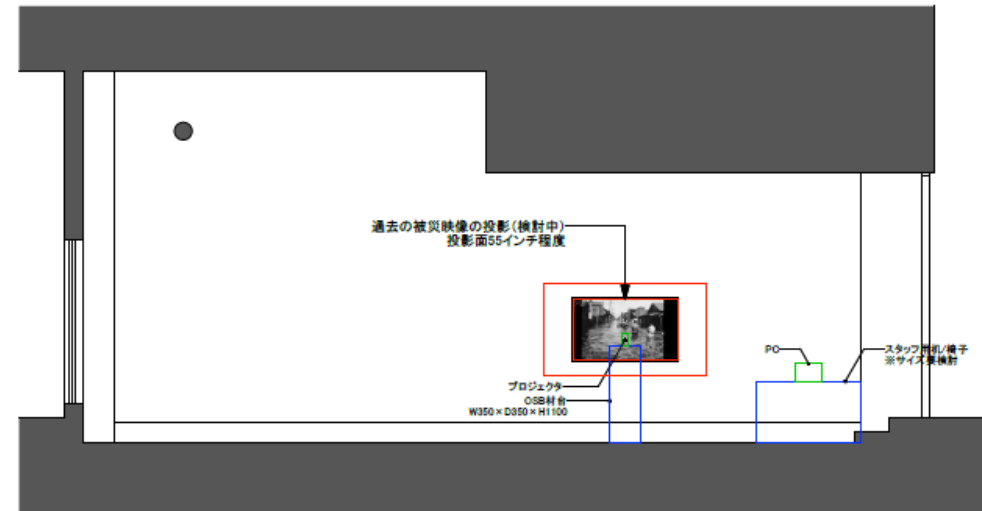 過去の被災映像の投影(検討中)
投影面55インチ程度
プロジェクタ
OSB材台
W350×D350×H1100
PC
スタッフ用机/椅子
※サイズ要検討